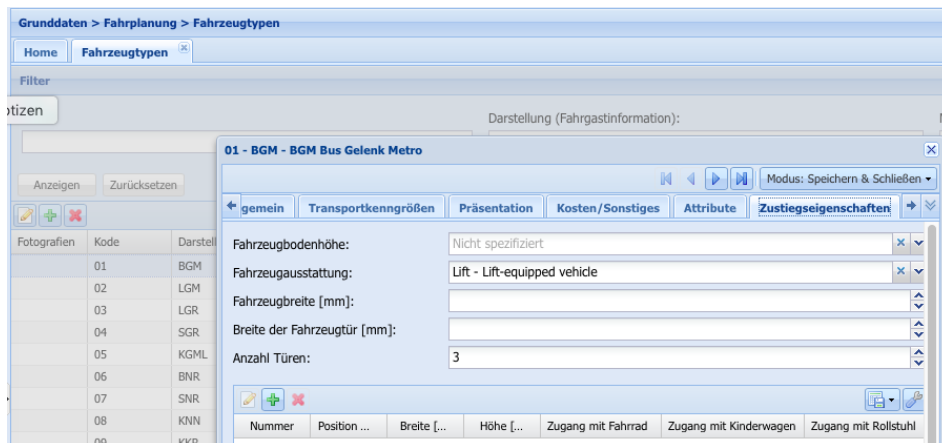 Grunddaten > Fahrplanung > Fahrzeugtypen
Home Fahrzeugtypen
Filter
otizen
Darstellung (Fahrgastinformation):
01 - BGM - BGM Bus Gelenk Metro
Anzeigen Zurücksetzen
Modus: Speichern & Schließen
gemein Transportkenngrößen Präsentation Kosten/Sonstiges Attribute Zustiegseigenschaften
Fotografien Kode Darstell
Fahrzeugbodenhöhe: Nicht spezifiziert
01 BGM
Fahrzeugausstattung: Lift - Lift-equipped vehicle
02 LGM
Fahrzeugbreite [mm]:
03 LGR
Breite der Fahrzeugtür [mm]:
04 SGR
Anzahl Türen: 3
05 KGML
06 BNR
07 SNR
08 KNN
Nummer Position ... Breite [... Höhe [... Zugang mit Fahrrad Zugang mit Kinderwagen Zugang mit Rollstuhl
09 KKP